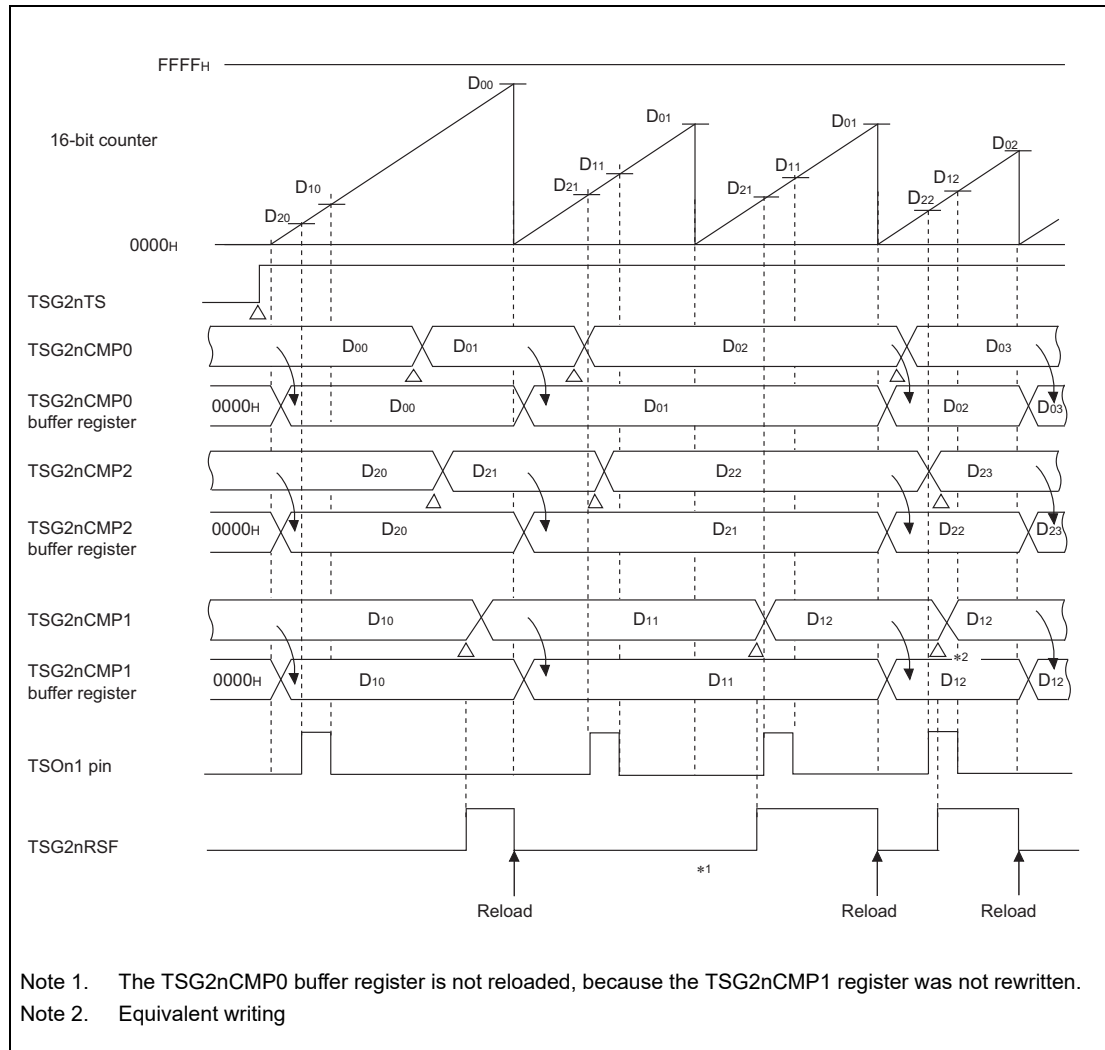 FFFFH
D00
D01
D01
16-bit counter
D02
D11
D11
D12
D10
D21
D21
D22
D20
0000H
TSG2nTS
TSG2nCMP0
D00
D01
D02
D03
TSG2nCMP0
buffer register
0000H
D00
D01
D02
D03
TSG2nCMP2
D20
D21
D22
D23
TSG2nCMP2
buffer register
0000H
D20
D21
D22
D23
TSG2nCMP1
D10
D11
D12
D12
*2
TSG2nCMP1
buffer register
0000H
D10
D11
D12
D12
TSOn1 pin
TSG2nRSF
*1
Reload
Reload
Reload
Note 1. The TSG2nCMP0 buffer register is not reloaded, because the TSG2nCMP1 register was not rewritten.
Note 2. Equivalent writing